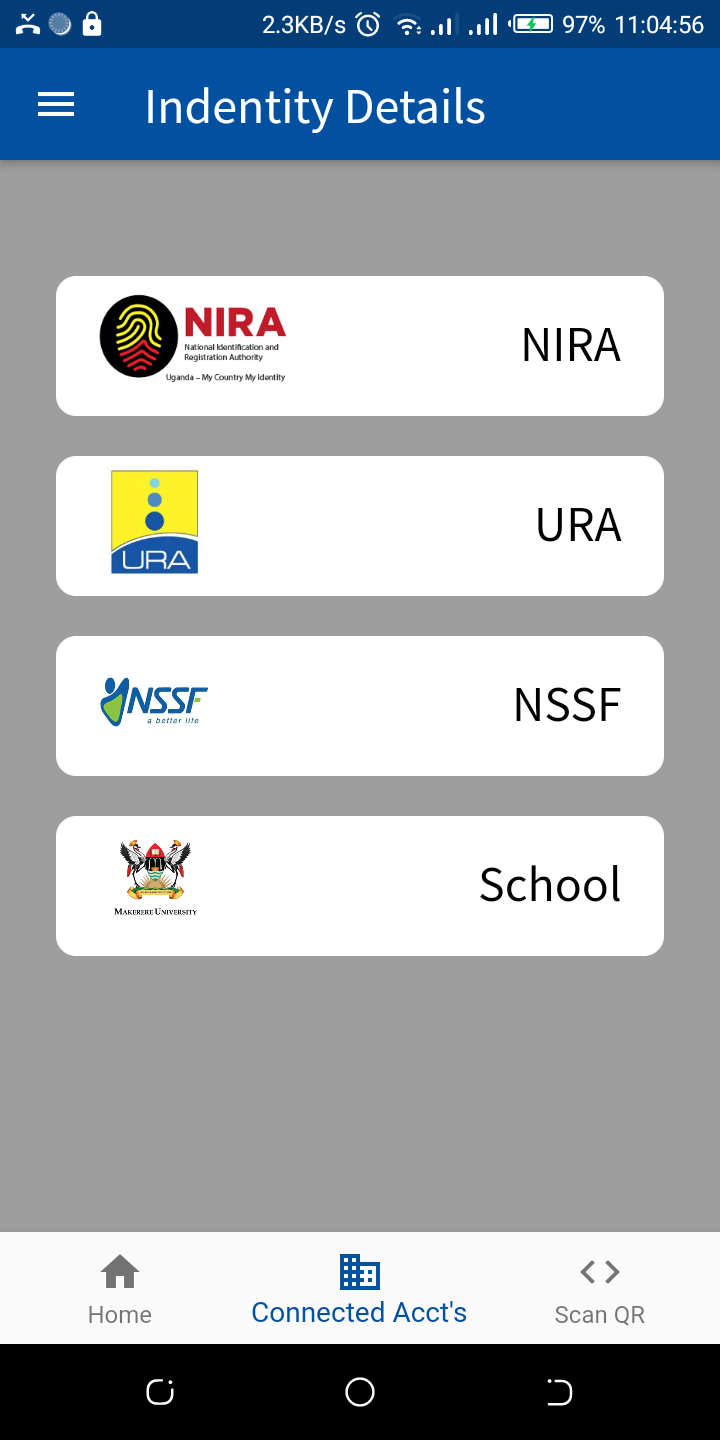 2.3KB/s 97% 11:04:56
Indentity Details
NIRA
National Identification and
Registration Authority
Uganda – My Country My Identity
NIRA
URA
URA
NSSF
a better life
NSSF
MAKERERE UNIVERSITY
School
Home
Connected Acct's
Scan QR